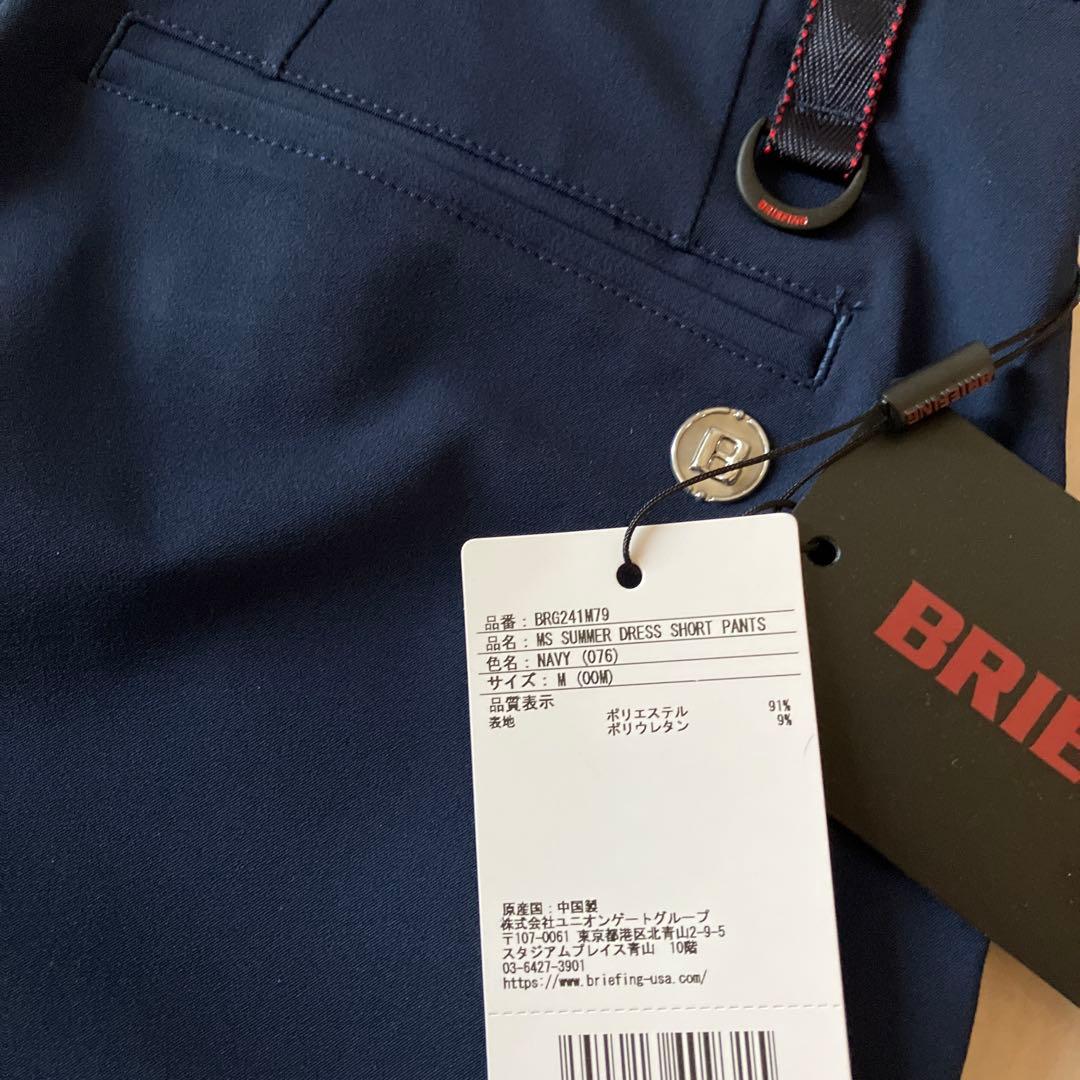 BRIEFING
BRIEFING
B
BRIE
品番: BRG241M79
品名: MS SUMMER DRESS SHORT PANTS
色名: NAVY (076)
サイズ: M (00M)
品質表示
表地 ポリエステル 91%
ポリウレタン 9%
原産国:中国製
株式会社ユニオンゲートグループ
〒107-0061 東京都港区北青山2-9-5
スタジアムプレイス青山 10階
03-6427-3901
https://www.briefing-usa.com/